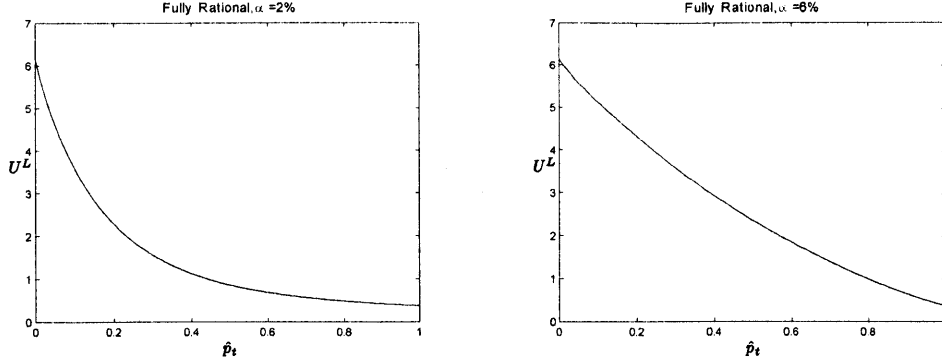 Fully Rational, α =2%
7
6
5
4
3
2
1
0
U^L
0 0.2 0.4 0.6 0.8 1
p̂_t
Fully Rational, α =6%
7
6
5
4
3
2
1
0
U^L
0 0.2 0.4 0.6 0.8
p̂_t